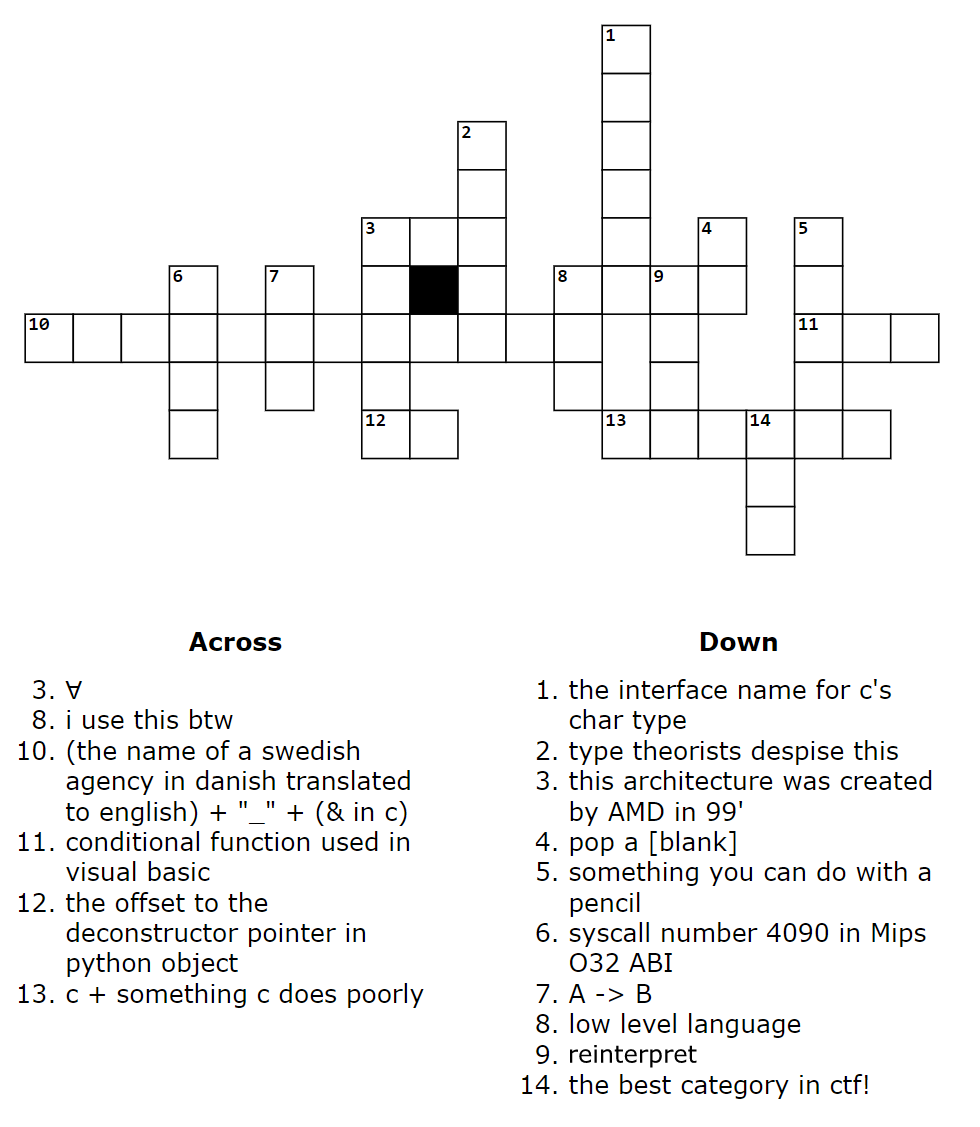 1
2
3
4
5
6
7
8
9
10
11
12
13
14
Across
3. ∀
8. i use this btw
10. (the name of a swedish
agency in danish translated
to english) + "_" + (& in c)
11. conditional function used in
visual basic
12. the offset to the
deconstructor pointer in
python object
13. c + something c does poorly
Down
1. the interface name for c's
char type
2. type theorists despise this
3. this architecture was created
by AMD in 99'
4. pop a [blank]
5. something you can do with a
pencil
6. syscall number 4090 in Mips
O32 ABI
7. A -> B
8. low level language
9. reinterpret
14. the best category in ctf!